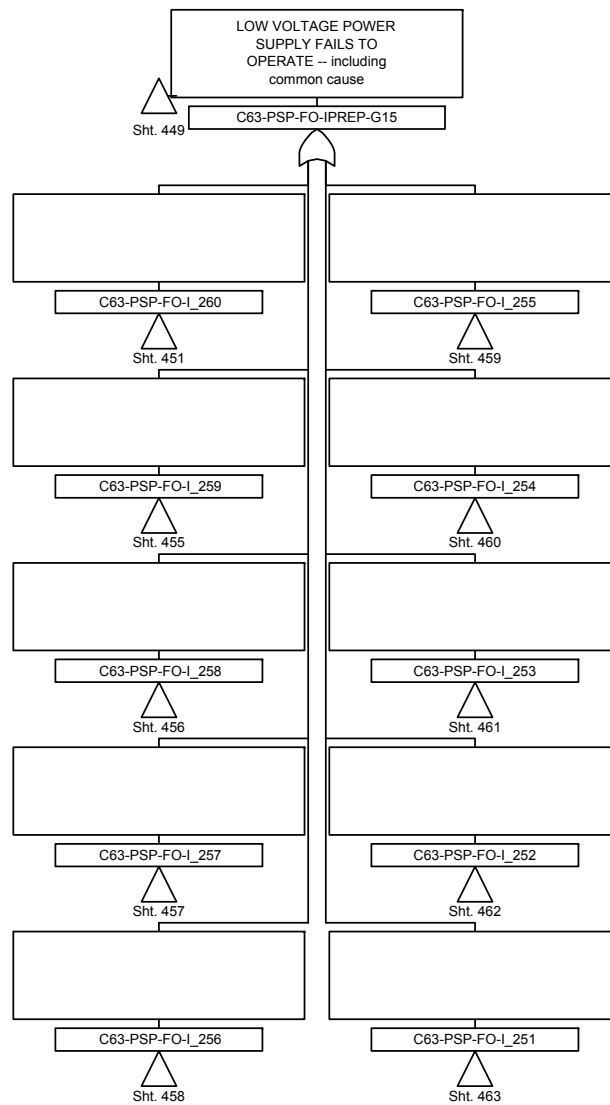 LOW VOLTAGE POWER
SUPPLY FAILS TO
OPERATE -- including
common cause
C63-PSP-FO-IPREP-G15
Sht. 449
C63-PSP-FO-I_260
C63-PSP-FO-I_255
Sht. 451
Sht. 459
C63-PSP-FO-I_259
C63-PSP-FO-I_254
Sht. 455
Sht. 460
C63-PSP-FO-I_258
C63-PSP-FO-I_253
Sht. 456
Sht. 461
C63-PSP-FO-I_257
C63-PSP-FO-I_252
Sht. 457
Sht. 462
C63-PSP-FO-I_256
C63-PSP-FO-I_251
Sht. 458
Sht. 463